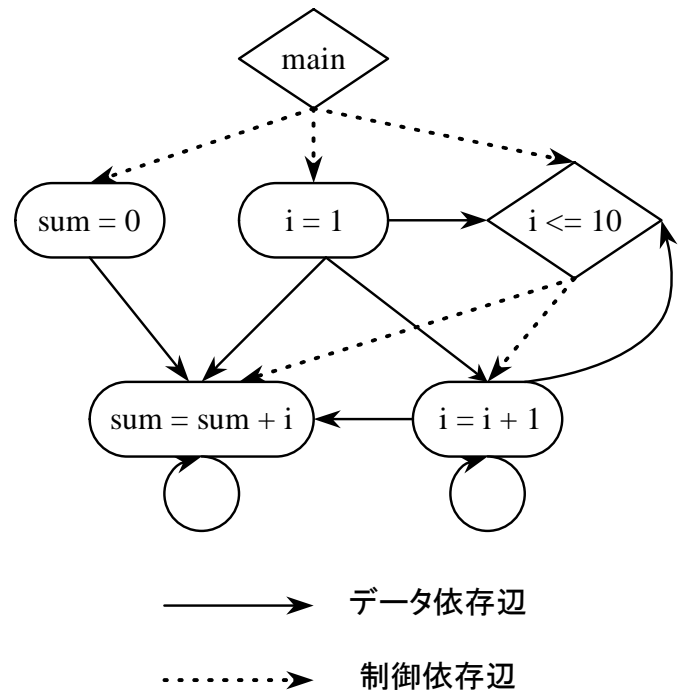 main
sum = 0
i = 1
i <= 10
sum = sum + i
i = i + 1
データ依存辺
制御依存辺